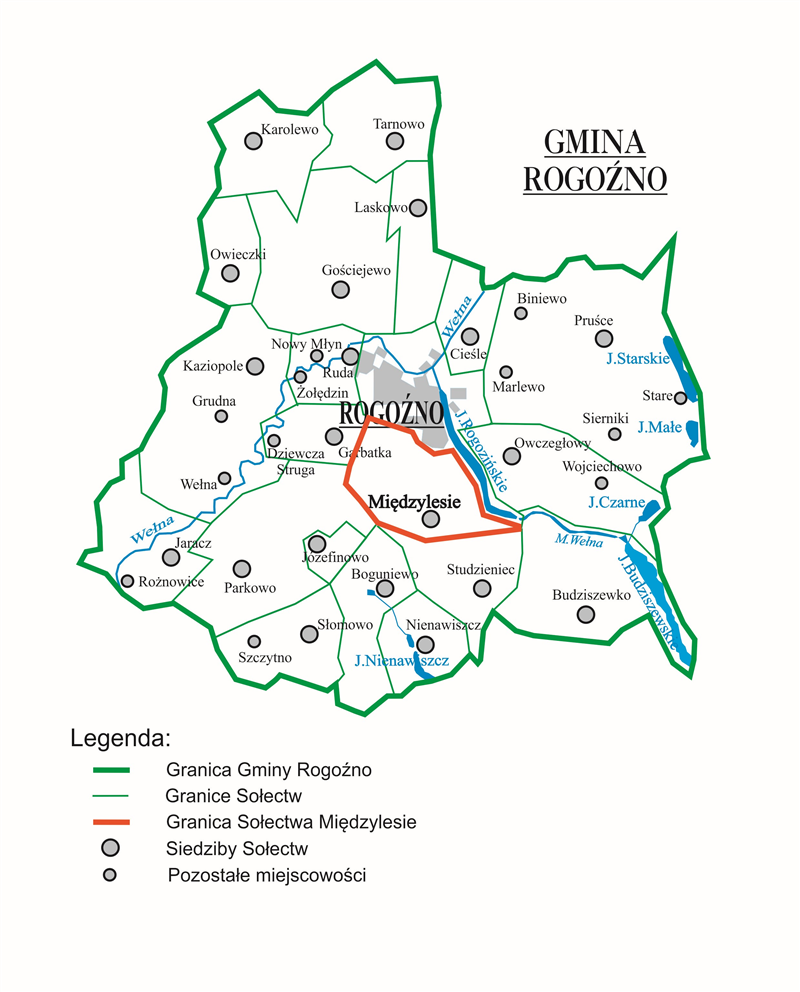 GMINA
ROGOŹNO
Karolewo
Tarnowo
Laskowo
Owieczki
Gościejewo
Wełna
Biniewo
Pruśce
Cieśle
Nowy Młyn
Ruda
Kaziopole
Żołędzin
Marlewo
J.Starskie
Stare
Grudna
ROGOŹNO
J.Rogozińskie
Sierniki
J.Małe
Owczegłowy
Garbatka
Dziewcza
Struga
Wojciechowo
Wełna
Międzylesie
J.Czarne
Wełna
M.Wełna
Jaracz
Józefinowo
Rożnowice
Parkowo
Boguniewo
Studzieniec
J.Budziszewskie
Budziszewko
Słomowo
Nienawiszcz
Szczytno
J.Nienawiszcz
Legenda:
Granica Gminy Rogoźno
Granice Sołectw
Granica Sołectwa Międzylesie
Siedziby Sołectw
Pozostałe miejscowości